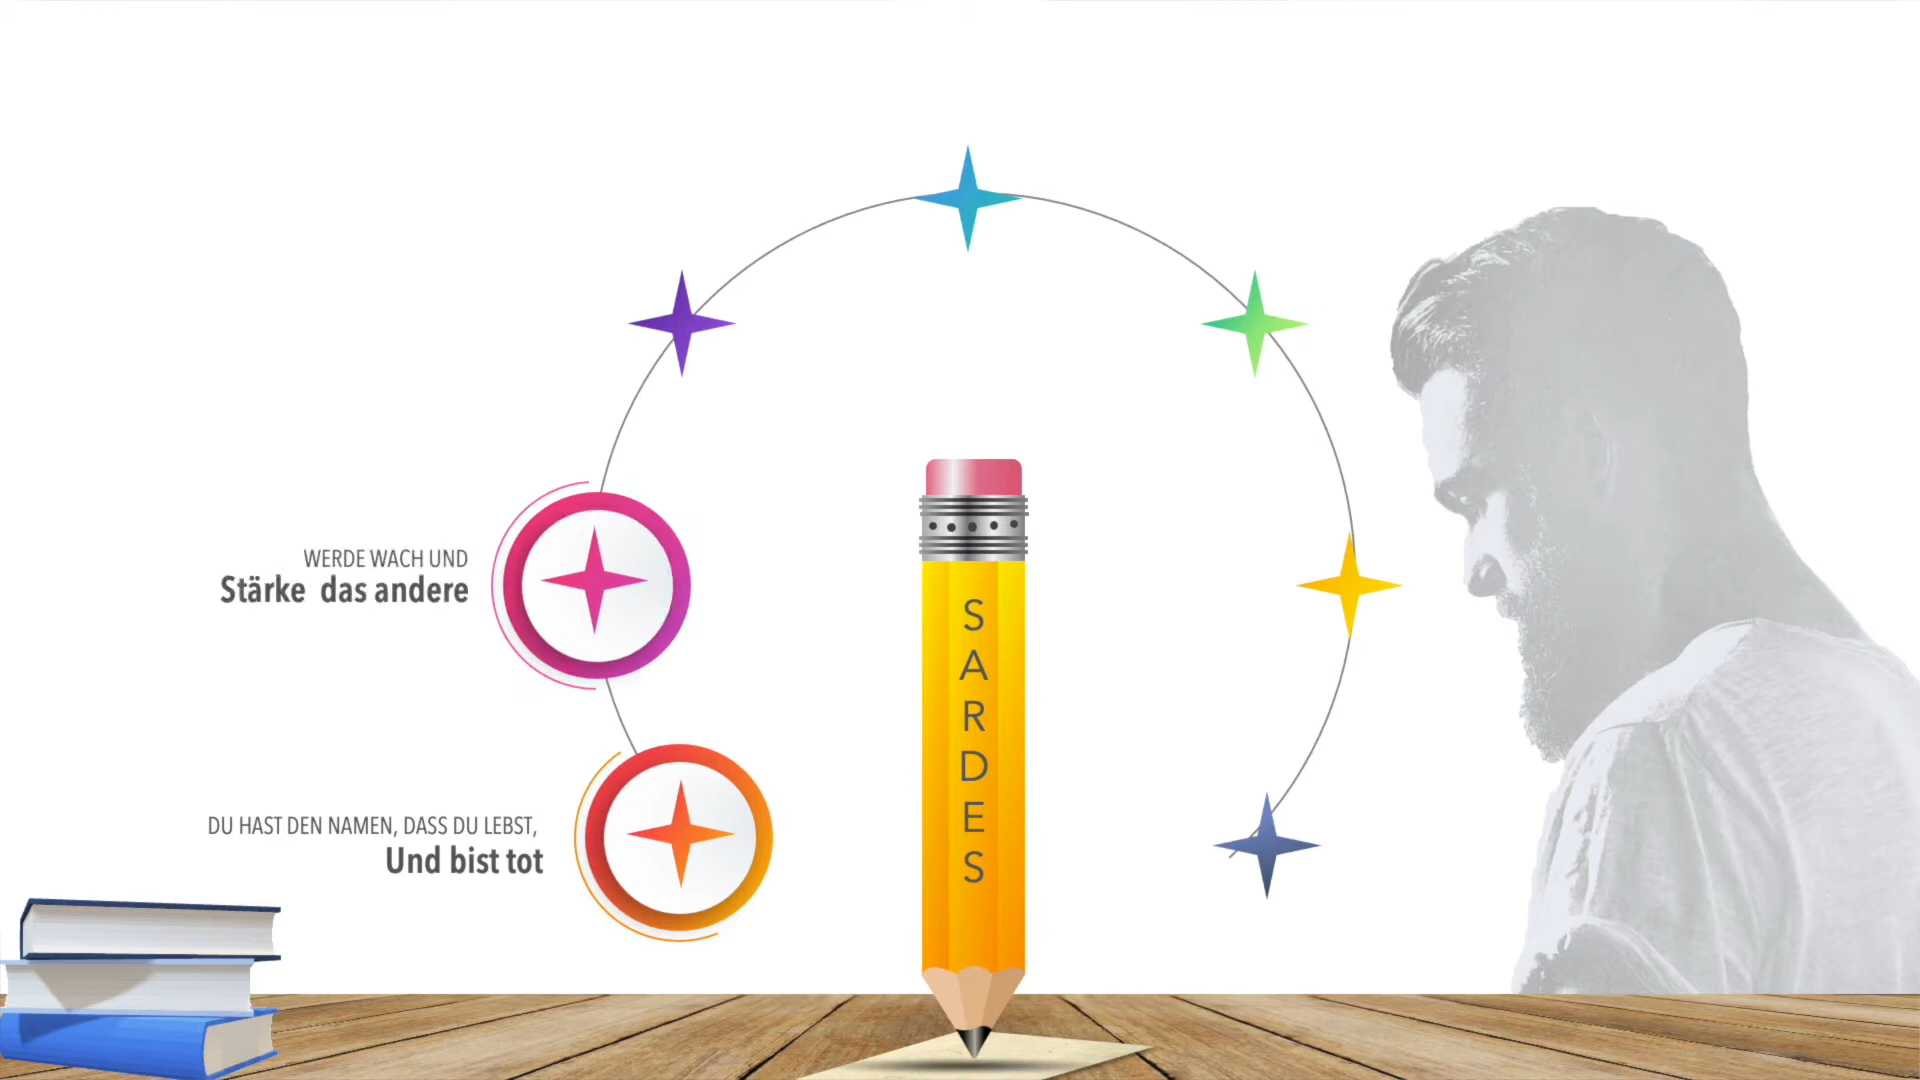 WERDE WACH UND
Stärke das andere
DU HAST DEN NAMEN, DASS DU LEBST,
Und bist tot
SARDES